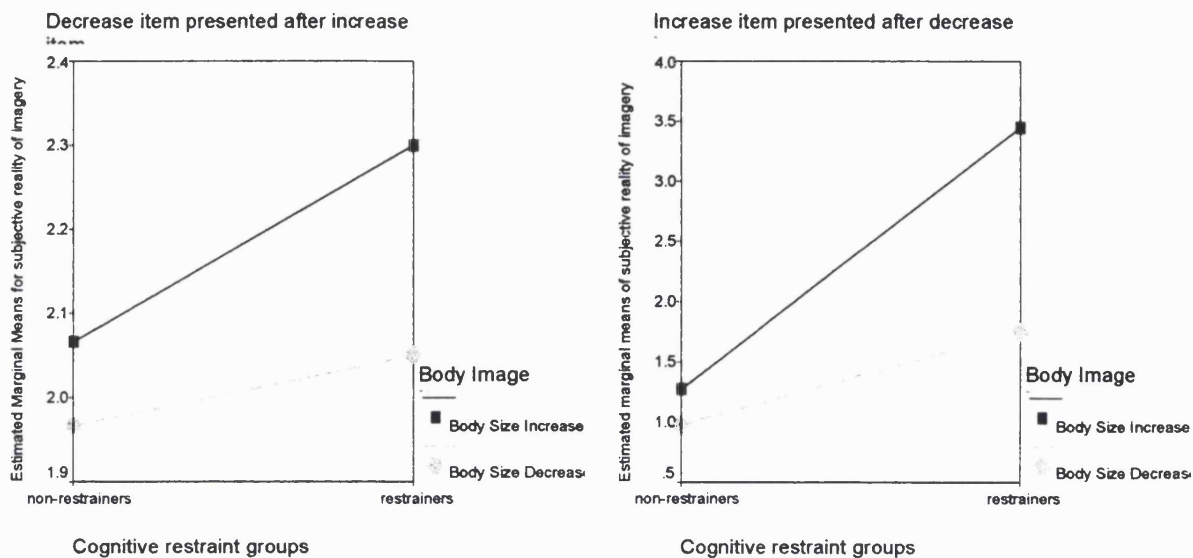 Decrease item presented after increase
item
Estimated Marginal Means for subjective reality of imagery
2.4
2.3
2.2
2.1
2.0
1.9
non-restrainers
restrainers
Cognitive restraint groups
Body Image
Body Size Increase
Body Size Decreas
Increase item presented after decrease
Estimated marginal means of subjective reality of imagery
4.0
3.5
3.0
2.5
2.0
1.5
1.0
.5
non-restrainers
restrainers
Cognitive restraint groups
Body Image
Body Size Increase
Body Size Decreas